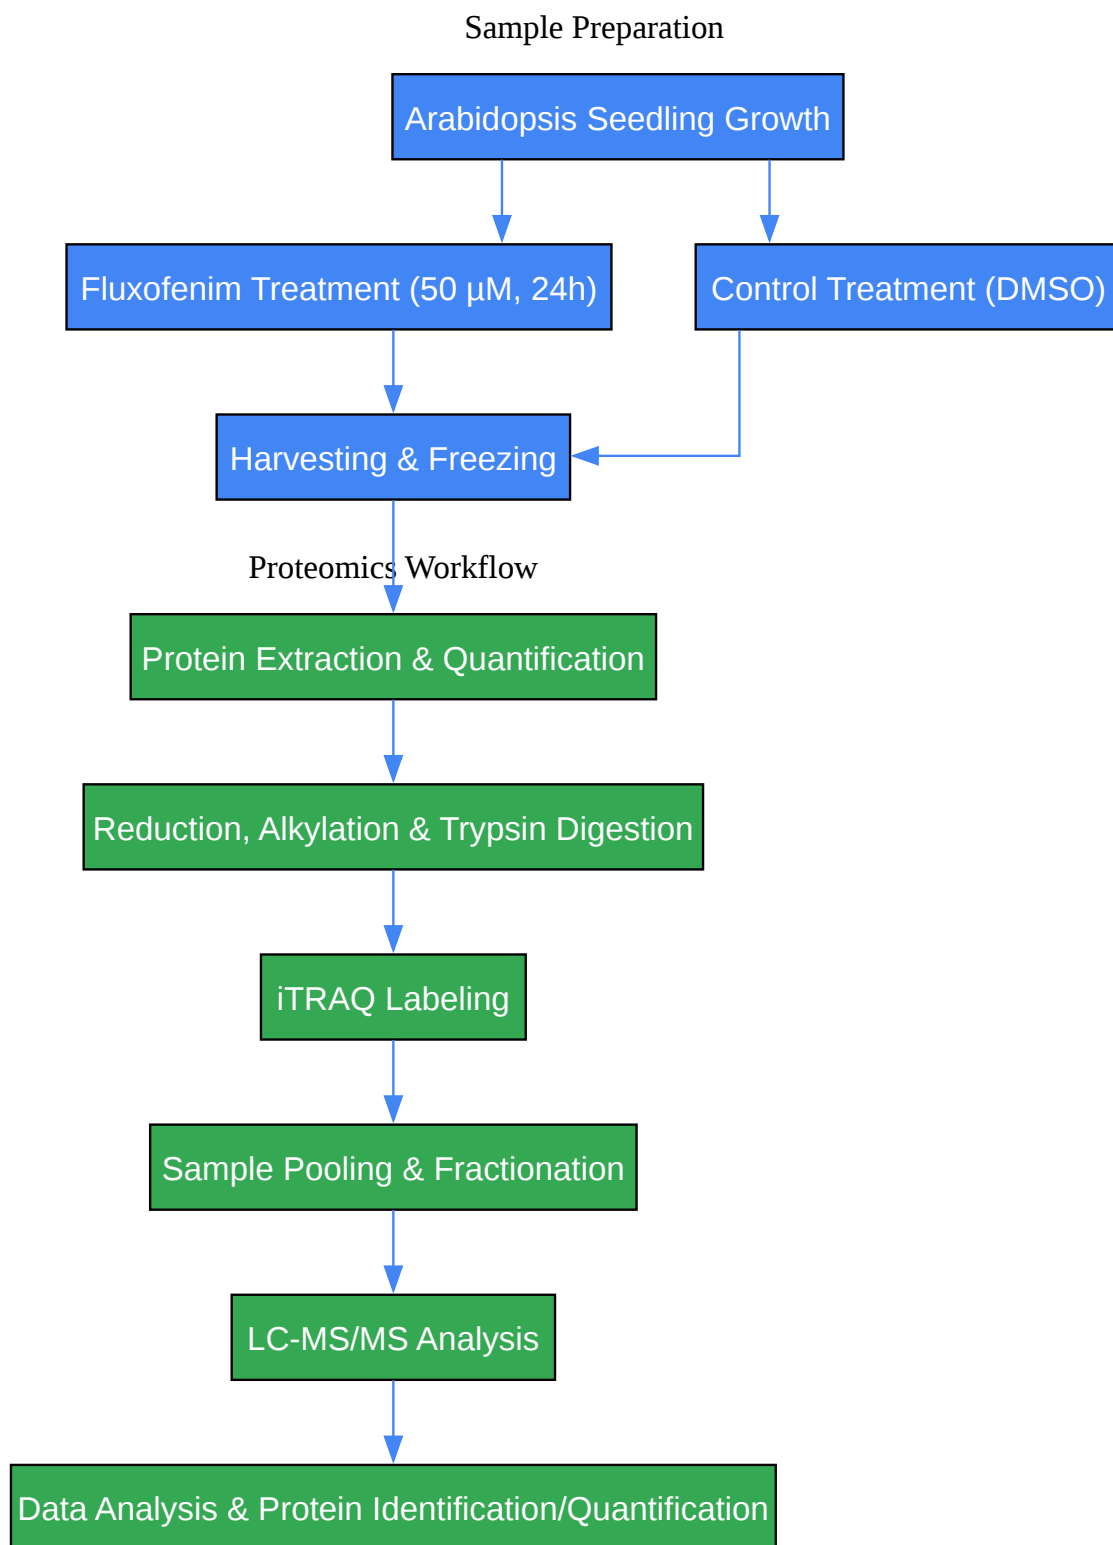 Sample Preparation
Arabidopsis Seedling Growth
Fluxofenim Treatment (50 µM, 24h)
Control Treatment (DMSO)
Harvesting & Freezing
Proteomics Workflow
Protein Extraction & Quantification
Reduction, Alkylation & Trypsin Digestion
iTRAQ Labeling
Sample Pooling & Fractionation
LC-MS/MS Analysis
Data Analysis & Protein Identification/Quantification